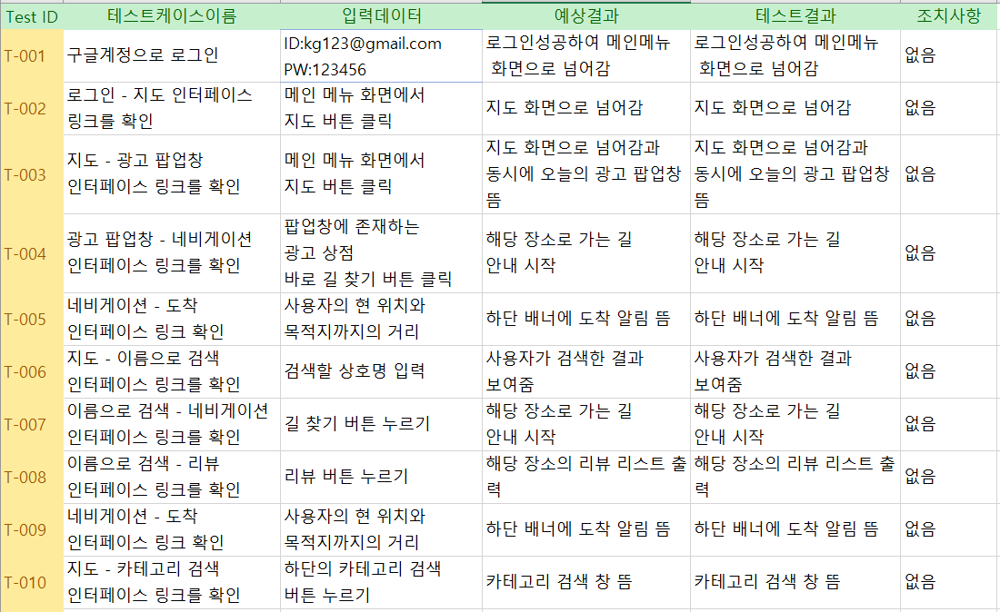 Test ID 테스트케이스이름 입력데이터 예상결과 테스트결과 조치사항
T-001
구글계정으로 로그인
ID:kg123@gmail.com
PW:123456
로그인성공하여 메인메뉴
화면으로 넘어감
로그인성공하여 메인메뉴
화면으로 넘어감
없음
T-002
로그인 - 지도 인터페이스
링크를 확인
메인 메뉴 화면에서
지도 버튼 클릭
지도 화면으로 넘어감
지도 화면으로 넘어감
없음
T-003
지도 - 광고 팝업창
인터페이스 링크를 확인
메인 메뉴 화면에서
지도 버튼 클릭
지도 화면으로 넘어감과
동시에 오늘의 광고 팝업창
뜸
지도 화면으로 넘어감과
동시에 오늘의 광고 팝업창
뜸
없음
T-004
광고 팝업창 - 네비게이션
인터페이스 링크를 확인
팝업창에 존재하는
광고 상점
바로 길 찾기 버튼 클릭
해당 장소로 가는 길
안내 시작
해당 장소로 가는 길
안내 시작
없음
T-005
네비게이션 - 도착
인터페이스 링크 확인
사용자의 현 위치와
목적지까지의 거리
하단 배너에 도착 알림 뜸
하단 배너에 도착 알림 뜸
없음
T-006
지도 - 이름으로 검색
인터페이스 링크를 확인
검색할 상호명 입력
사용자가 검색한 결과
보여줌
사용자가 검색한 결과
보여줌
없음
T-007
이름으로 검색 - 네비게이션
인터페이스 링크를 확인
길 찾기 버튼 누르기
해당 장소로 가는 길
안내 시작
해당 장소로 가는 길
안내 시작
없음
T-008
이름으로 검색 - 리뷰
인터페이스 링크를 확인
리뷰 버튼 누르기
해당 장소의 리뷰 리스트 출
력
해당 장소의 리뷰 리스트 출
력
없음
T-009
네비게이션 - 도착
인터페이스 링크 확인
사용자의 현 위치와
목적지까지의 거리
하단 배너에 도착 알림 뜸
하단 배너에 도착 알림 뜸
없음
T-010
지도 - 카테고리 검색
인터페이스 링크를 확인
하단의 카테고리 검색
버튼 누르기
카테고리 검색 창 뜸
카테고리 검색 창 뜸
없음